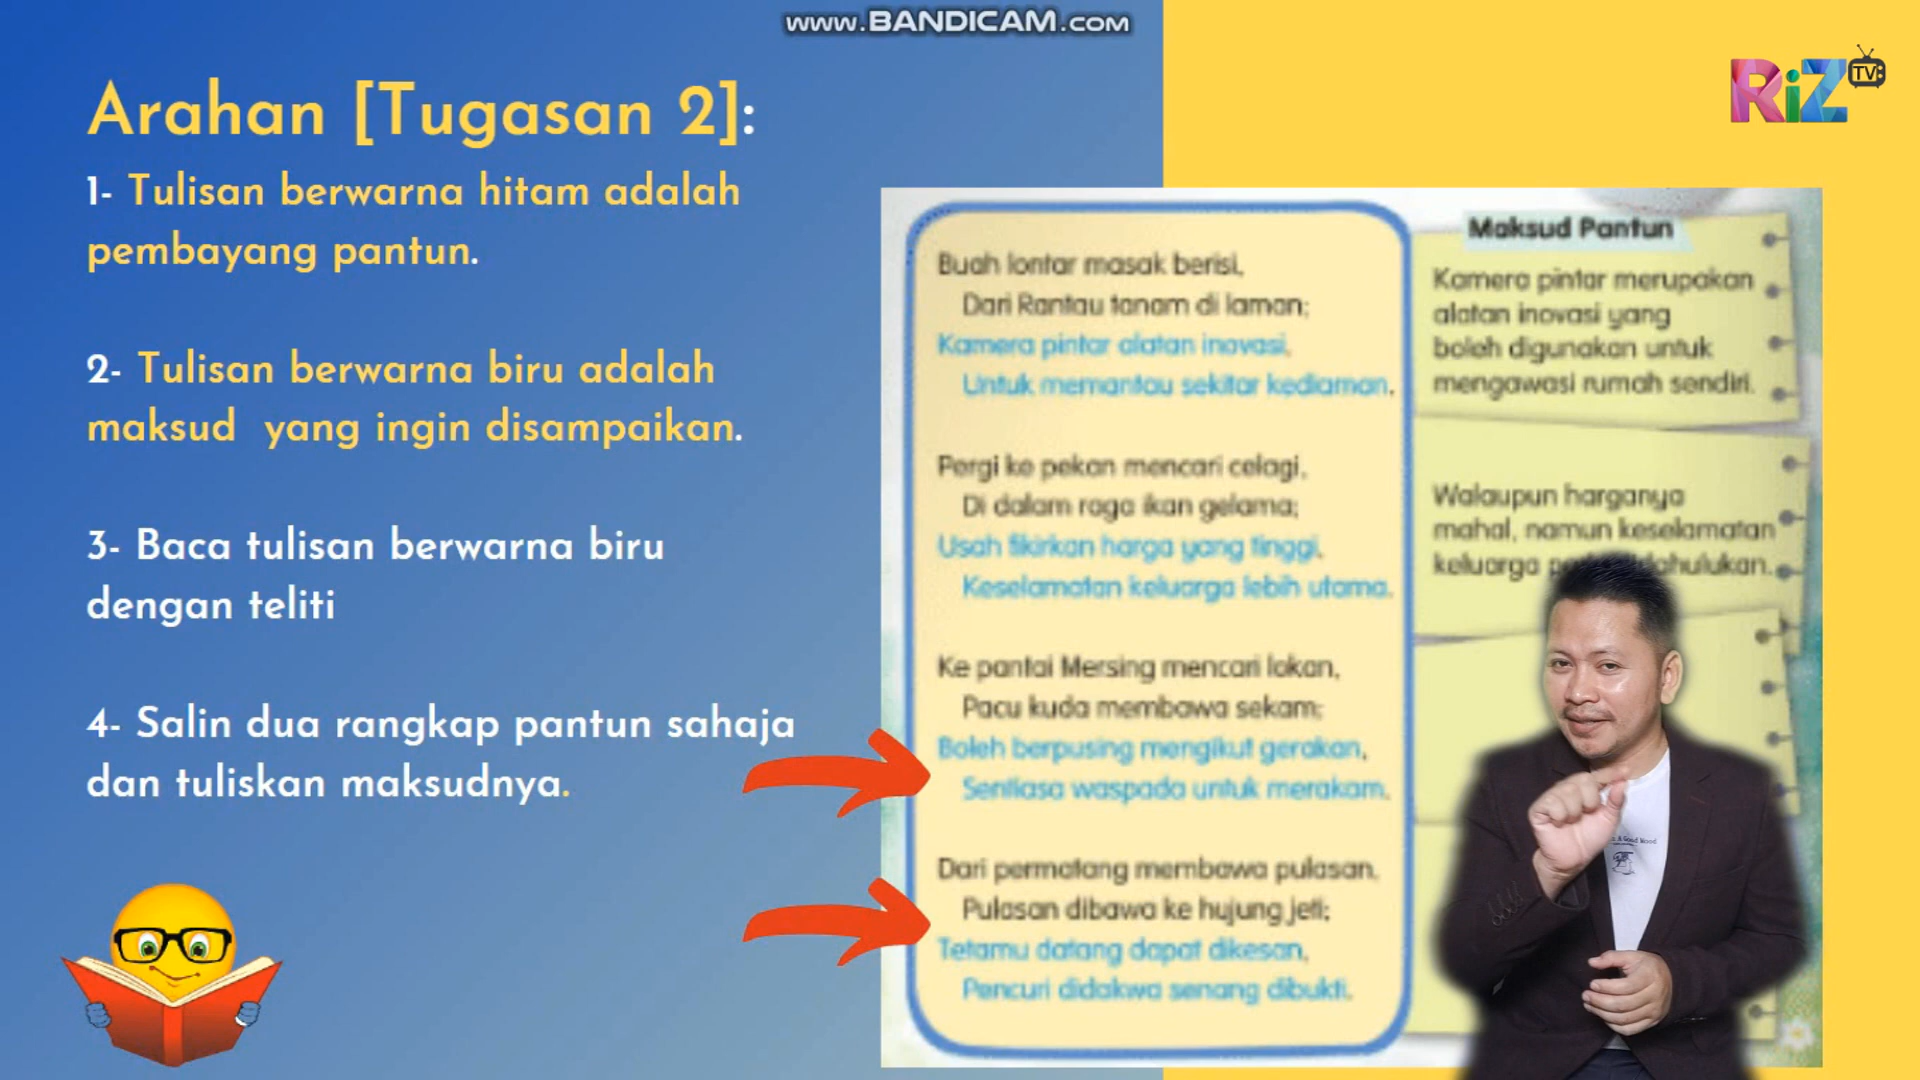 www.BANDICAM.com
RiZ TV
Arahan [Tugasan 2]:
1- Tulisan berwarna hitam adalah
pembayang pantun.
2- Tulisan berwarna biru adalah
maksud yang ingin disampaikan.
3- Baca tulisan berwarna biru
dengan teliti
4- Salin dua rangkap pantun sahaja
dan tuliskan maksudnya.
Buah lontar masak berisi,
Dari Rantau tanam di laman;
Kamera pintar alatan inovasi,
Untuk memantau sekitar kediaman.
Pergi ke pekan mencari celagi,
Di dalam raga ikan gelama;
Usah fikirkan harga yang tinggi,
Keselamatan keluarga lebih utama.
Ke pantai Mersing mencari lokan,
Pacu kuda membawa sekam;
Boleh berpusing mengikut gerakan,
Sentiasa waspada untuk merakam.
Dari permatang membawa pulasan,
Pulasan dibawa ke hujung jeti;
Tetamu datang dapat dikesan,
Pencuri didakwa senang dibukti.
Maksud Pantun
Kamera pintar merupakan
alatan inovasi yang
boleh digunakan untuk
mengawasi rumah sendiri.
Walaupun harganya
mahal, namun keselamatan
keluarga
Good Mood